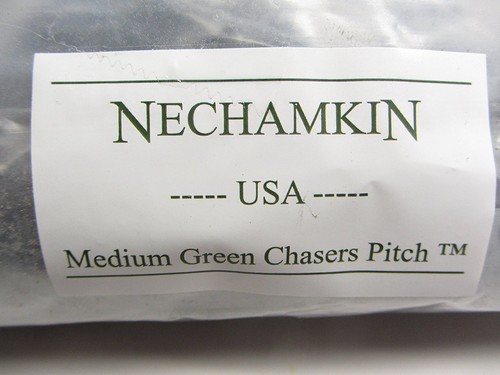 NECHAMKIN
----- USA -----
Medium Green Chasers Pitch ™